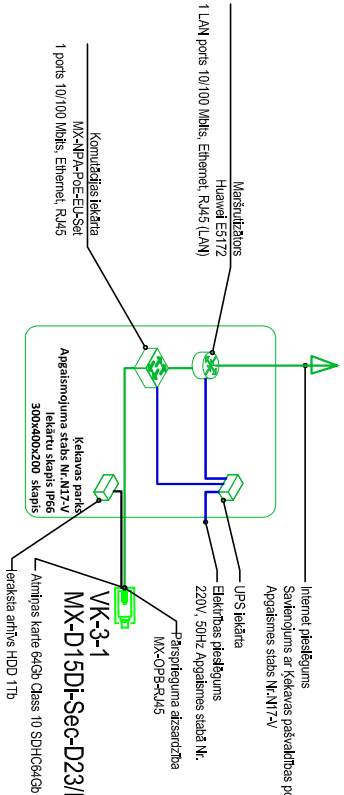 Maršrutizātors
Huawei E5172
1 LAN ports 10/100 Mbits, Ethernet, RJ45 (LAN)
Komutācijas iekārta
MX-NPA-PoE-EU-Set
1 ports 10/100 Mbits, Ethernet, RJ45
Ķekavas parks
Apgaismojuma stabs Nr.N17-V
Iekārtu skapis IP66
300x400x200 skapis
Internet pieslēgums
Savienojums ar Ķekavas pašvaldības
Apgaismes stabs Nr.N17-V
UPS iekārta
Elektrības pieslēgums
220V, 50Hz Apgaismes stabā Nr.
Pārsprieguma aizsardzība
MX-OPB-RJ45
VK-3-1
MX-D15Di-Sec-D23/
Atmiņas karte 64Gb Class 10 SDHC64Gb
Ieraksta arhīvs HDD 1Tb